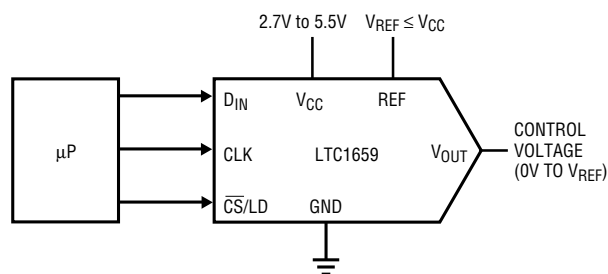 2.7V to 5.5V
VREF ≤ VCC
µP
DIN
VCC
REF
CLK
LTC1659
VOUT
CS/LD
GND
CONTROL
VOLTAGE
(0V TO VREF)